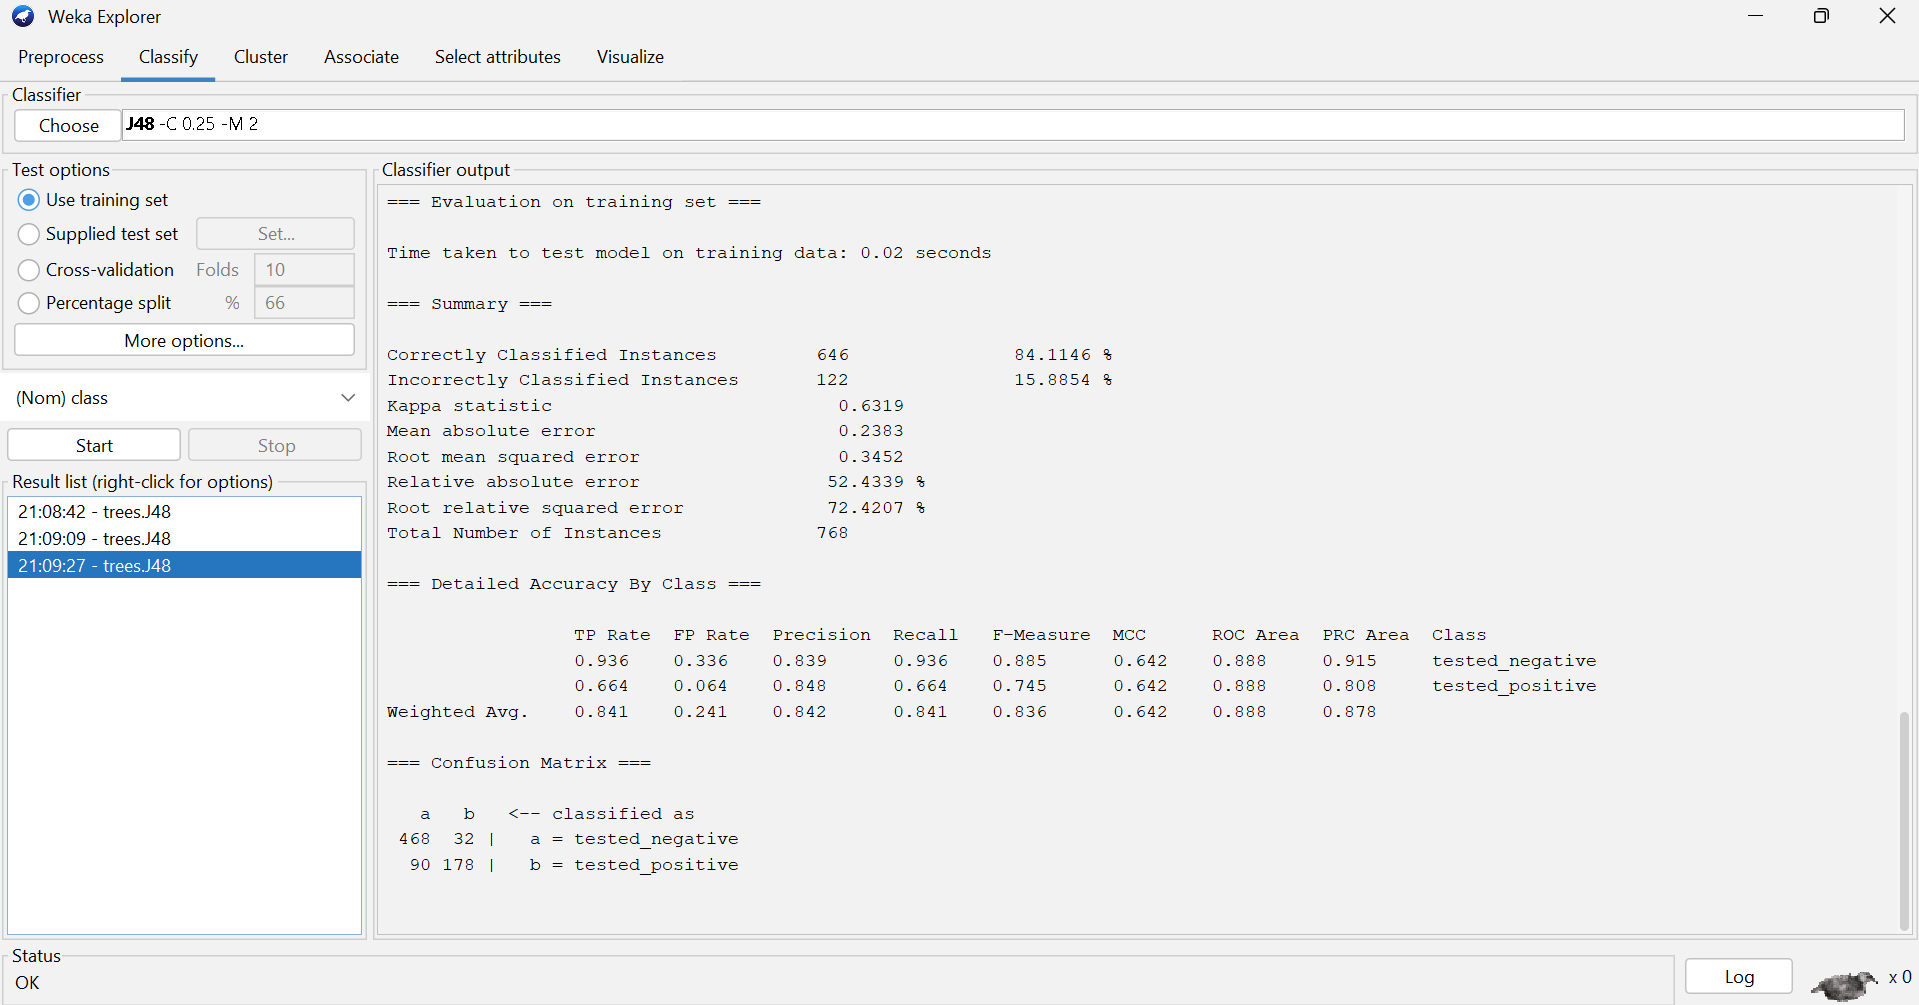 Weka Explorer
Preprocess Classify Cluster Associate Select attributes Visualize
Classifier
Choose J48 -C 0.25 -M 2
Test options
Use training set
Supplied test set Set...
Cross-validation Folds 10
Percentage split % 66
More options...
(Nom) class
Start Stop
Result list (right-click for options)
21:08:42 - trees.J48
21:09:09 - trees.J48
21:09:27 - trees.J48
Classifier output
=== Evaluation on training set ===
Time taken to test model on training data: 0.02 seconds
=== Summary ===
Correctly Classified Instances 646 84.1146 %
Incorrectly Classified Instances 122 15.8854 %
Kappa statistic 0.6319
Mean absolute error 0.2383
Root mean squared error 0.3452
Relative absolute error 52.4339 %
Root relative squared error 72.4207 %
Total Number of Instances 768
=== Detailed Accuracy By Class ===
TP Rate FP Rate Precision Recall F-Measure MCC ROC Area PRC Area Class
0.936 0.336 0.839 0.936 0.885 0.642 0.888 0.915 tested_negative
0.664 0.064 0.848 0.664 0.745 0.642 0.888 0.808 tested_positive
Weighted Avg. 0.841 0.241 0.842 0.841 0.836 0.642 0.888 0.878
=== Confusion Matrix ===
a b <-- classified as
468 32 | a = tested_negative
90 178 | b = tested_positive
Status
OK
Log x 0